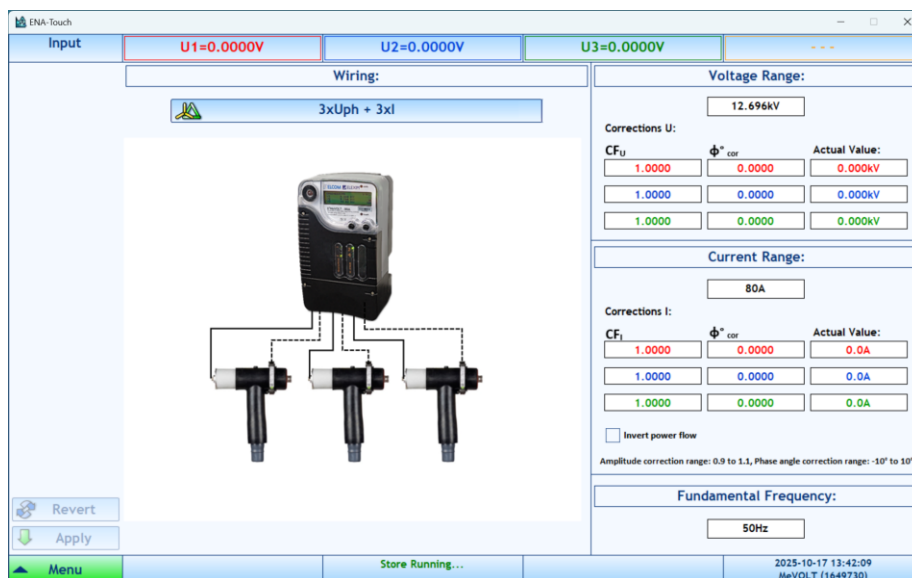 ENA-Touch
Input
U1=0.0000V
U2=0.0000V
U3=0.0000V
- - -
Wiring:
3xUph + 3xI
Voltage Range:
12.696kV
Corrections U:
CFU ϕ° cor Actual Value:
1.0000 0.0000 0.000kV
1.0000 0.0000 0.000kV
1.0000 0.0000 0.000kV
Current Range:
80A
Corrections I:
CFI ϕ° cor Actual Value:
1.0000 0.0000 0.0A
1.0000 0.0000 0.0A
1.0000 0.0000 0.0A
Invert power flow
Amplitude correction range: 0.9 to 1.1, Phase angle correction range: -10° to 10°
Fundamental Frequency:
50Hz
Revert
Apply
Menu
Store Running...
2025-10-17 13:42:09
MeVOLT (1649730)